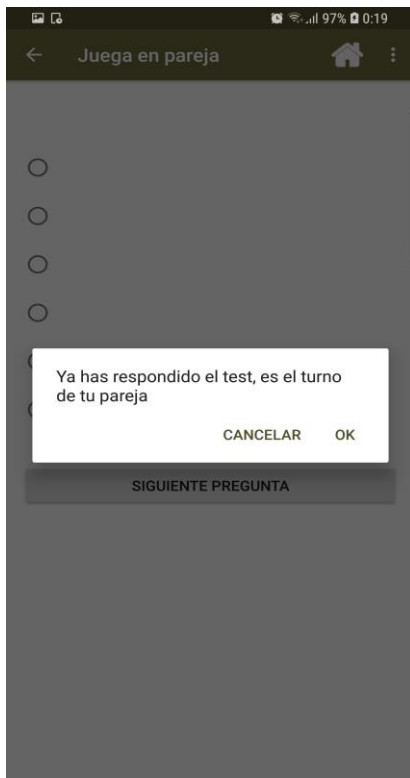 97% 0:19
Juega en pareja
Ya has respondido el test, es el turno
de tu pareja
CANCELAR OK
SIGUIENTE PREGUNTA